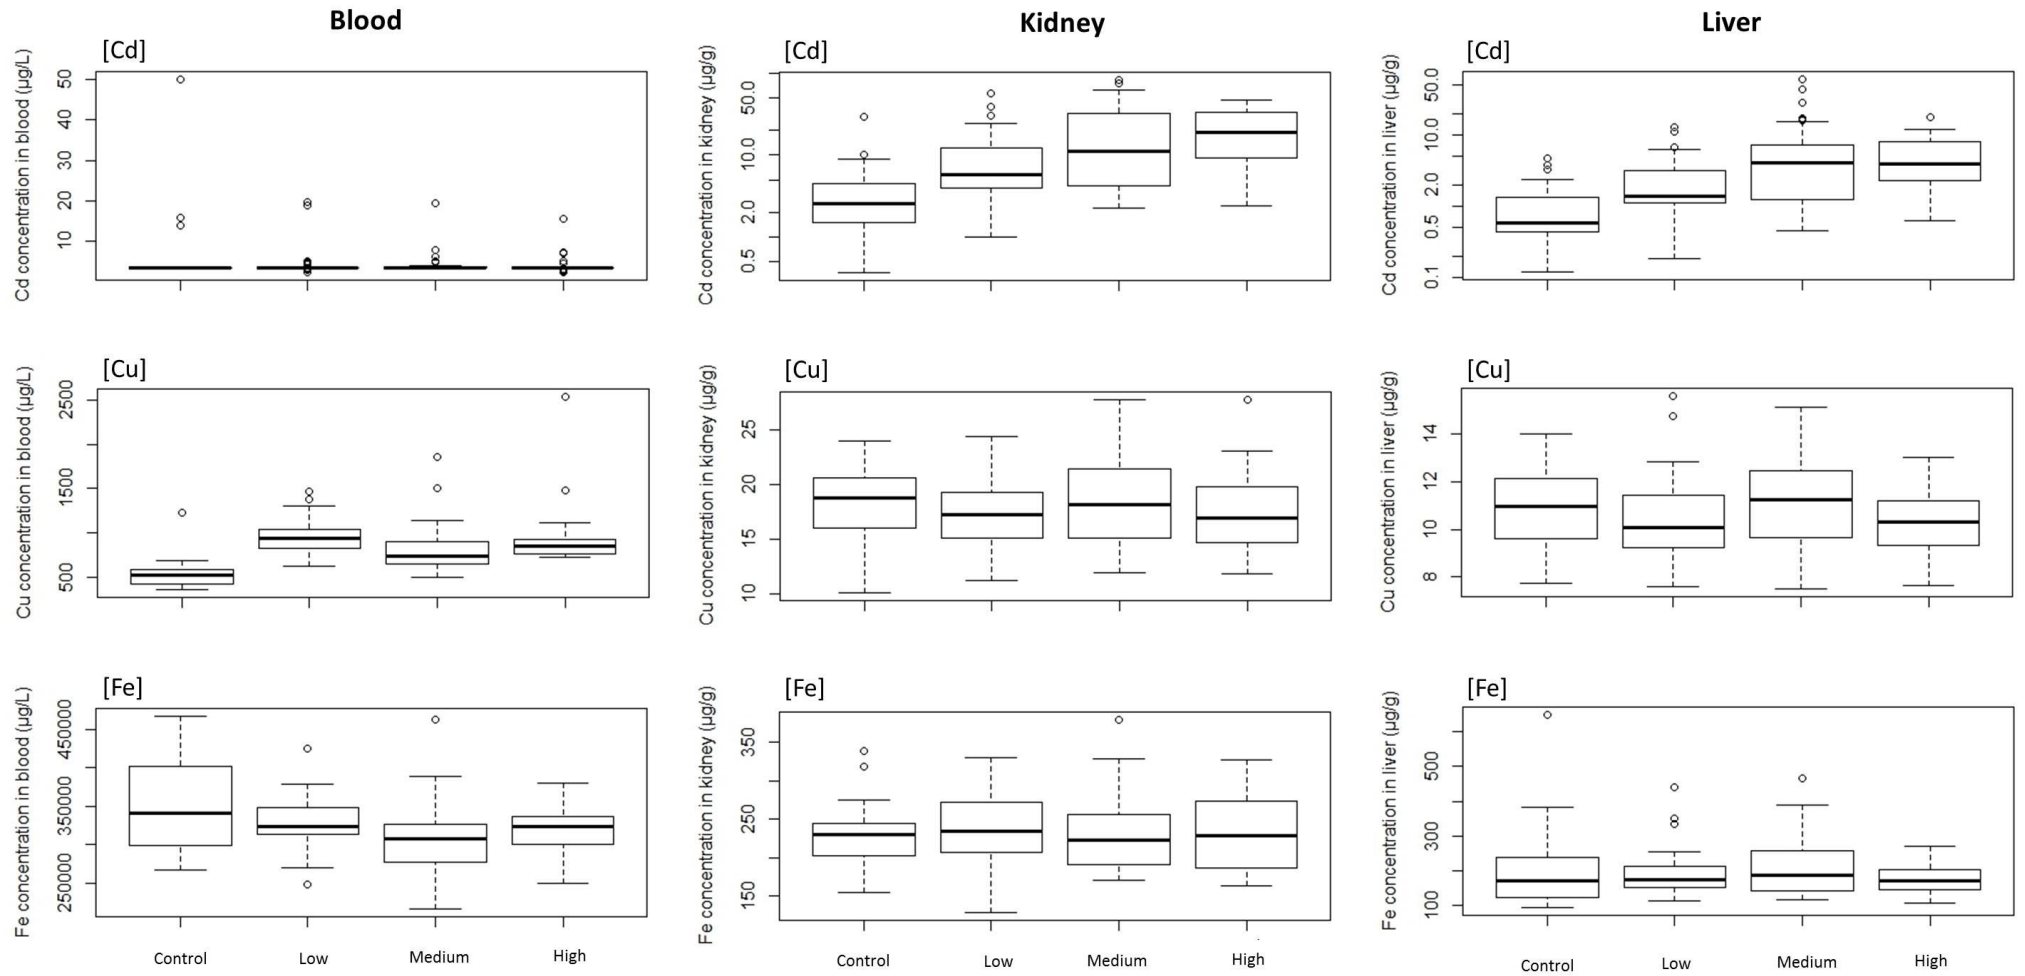 Blood
Kidney
Liver
[Cd]
[Cd]
[Cd]
Cd concentration in blood (µg/L)
50
40
30
20
10
Cd concentration in kidney (µg/g)
50.0
10.0
2.0
0.5
Cd concentration in liver (µg/g)
50.0
10.0
2.0
0.5
0.1
[Cu]
[Cu]
[Cu]
Cu concentration in blood (µg/L)
2500
1500
500
Cu concentration in kidney (µg/g)
25
20
15
10
Cu concentration in liver (µg/g)
14
12
10
8
[Fe]
[Fe]
[Fe]
Fe concentration in blood (µg/L)
450000
350000
250000
Fe concentration in kidney (µg/g)
350
250
150
Fe concentration in liver (µg/g)
500
300
100
Control Low Medium High
Control Low Medium High
Control Low Medium High